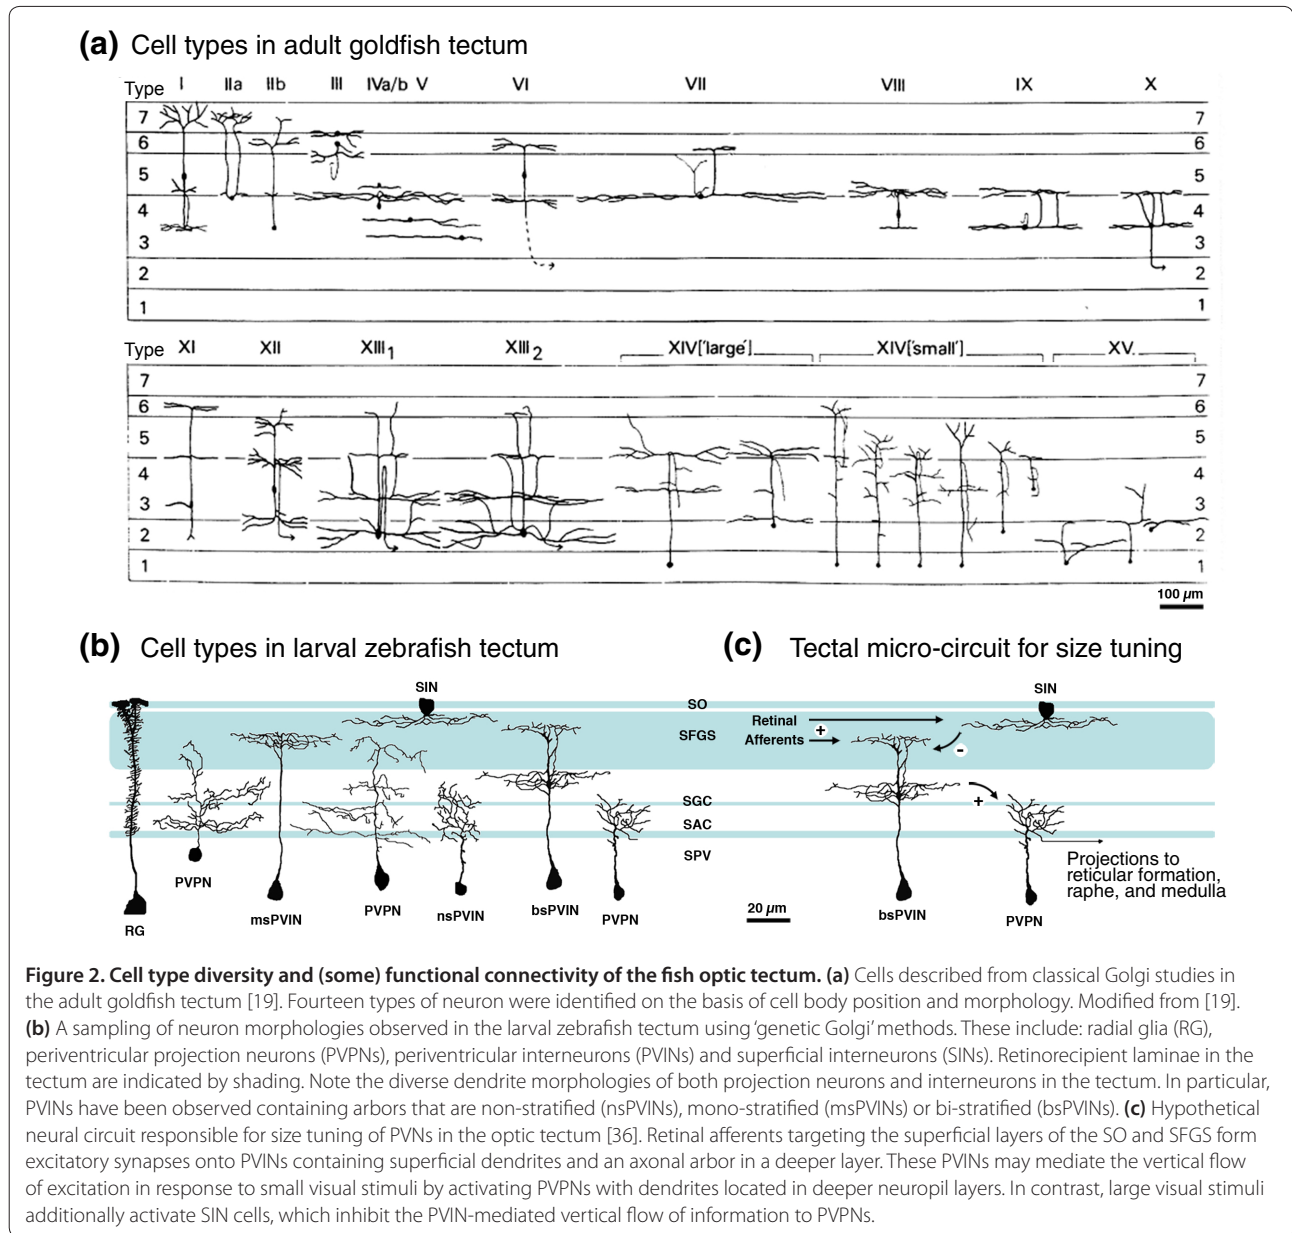 (a) Cell types in adult goldfish tectum
Type I IIa IIb III IVa/b V VI VII VIII IX X
7 7
6 6
5 5
4 4
3 3
2 2
1 1
Type XI XII XIII1 XIII2 XIV['large'] XIV['small'] XV.
7 7
6 6
5 5
4 4
3 3
2 2
1 1
100 µm
(b) Cell types in larval zebrafish tectum
SIN
SO
SFGS
SGC
SAC
SPV
PVPN
RG
msPVIN
PVPN
nsPVIN
bsPVIN
PVPN
20 µm
(c) Tectal micro-circuit for size tuning
SIN
Retinal
+
Afferents
-
+
Projections to
reticular formation,
raphe, and medulla
bsPVIN
PVPN
Figure 2. Cell type diversity and (some) functional connectivity of the fish optic tectum. (a) Cells described from classical Golgi studies in
the adult goldfish tectum [19]. Fourteen types of neuron were identified on the basis of cell body position and morphology. Modified from [19].
(b) A sampling of neuron morphologies observed in the larval zebrafish tectum using ‘genetic Golgi’ methods. These include: radial glia (RG),
periventricular projection neurons (PVPNs), periventricular interneurons (PVINs) and superficial interneurons (SINs). Retinorecipient laminae in the
tectum are indicated by shading. Note the diverse dendrite morphologies of both projection neurons and interneurons in the tectum. In particular,
PVINs have been observed containing arbors that are non-stratified (nsPVINs), mono-stratified (msPVINs) or bi-stratified (bsPVINs). (c) Hypothetical
neural circuit responsible for size tuning of PVNs in the optic tectum [36]. Retinal afferents targeting the superficial layers of the SO and SFGS form
excitatory synapses onto PVINs containing superficial dendrites and an axonal arbor in a deeper layer. These PVINs may mediate the vertical flow
of excitation in response to small visual stimuli by activating PVPNs with dendrites located in deeper neuropil layers. In contrast, large visual stimuli
additionally activate SIN cells, which inhibit the PVIN-mediated vertical flow of information to PVPNs.